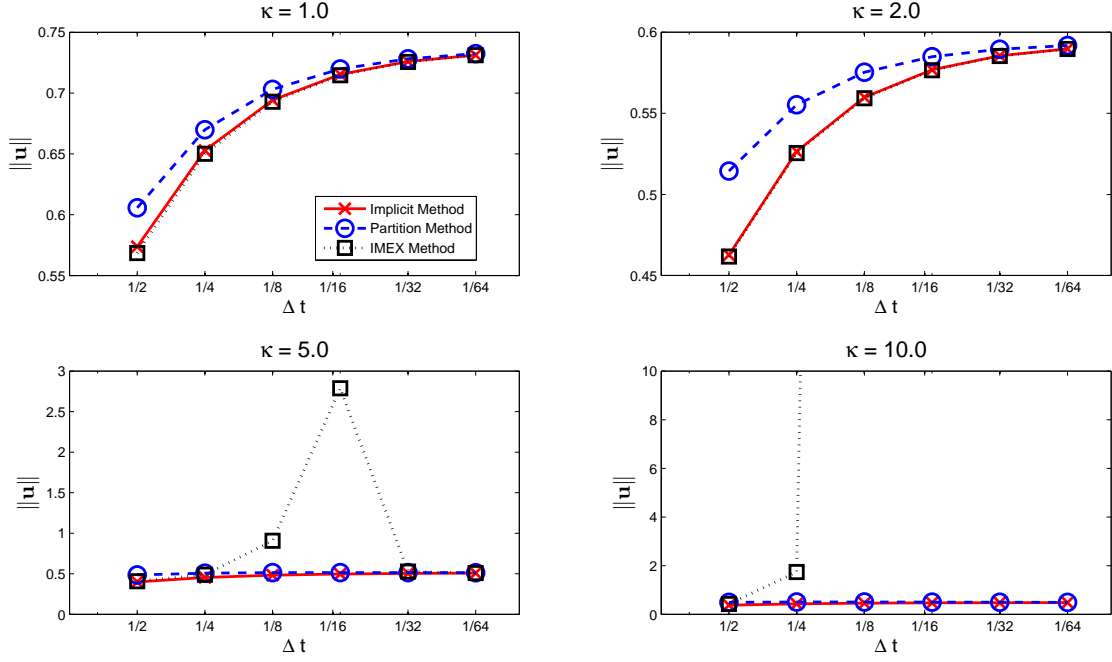 κ = 1.0
0.75
0.7
0.65
0.6
0.55
||u||
Implicit Method
Partition Method
IMEX Method
1/2 1/4 1/8 1/16 1/32 1/64
Δ t
κ = 2.0
0.6
0.55
0.5
0.45
||u||
1/2 1/4 1/8 1/16 1/32 1/64
Δ t
κ = 5.0
3
2.5
2
1.5
1
0.5
0
||u||
1/2 1/4 1/8 1/16 1/32 1/64
Δ t
κ = 10.0
10
8
6
4
2
0
||u||
1/2 1/4 1/8 1/16 1/32 1/64
Δ t